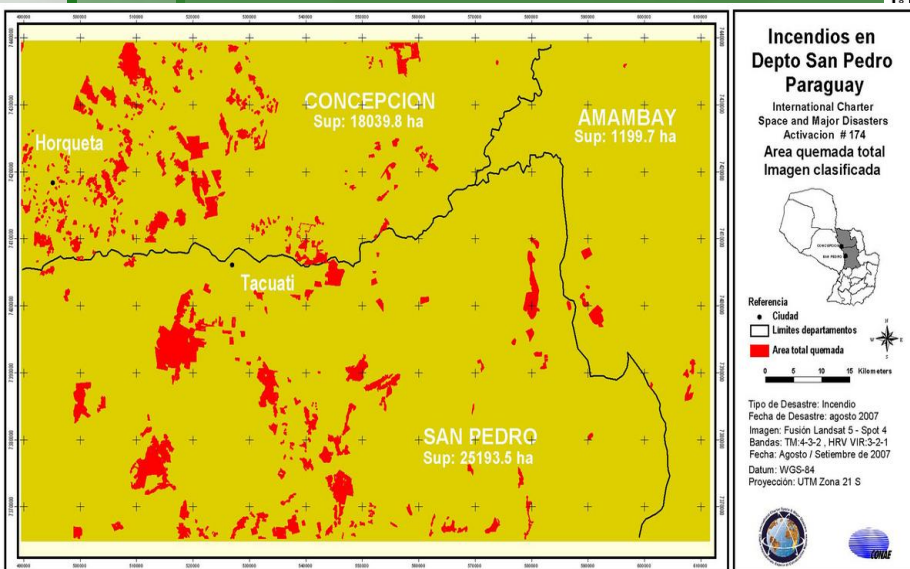 CONCEPCION
Sup: 18039.8 ha
AMAMBAY
Sup: 1199.7 ha
Horqueta
Tacuati
SAN PEDRO
Sup: 25193.5 ha
Incendios en
Depto San Pedro
Paraguay
International Charter
Space and Major Disasters
Activacion # 174
Area quemada total
Imagen clasificada
CONCEPCION
SAN PEDRO
Referencia
Ciudad
Limites departamentos
Area total quemada
N
W E
S
0 5 10 15 Kilometers
Tipo de Desastre: Incendio
Fecha de Desastre: agosto 2007
Imagen: Fusión Landsat 5 - Spot 4
Bandas: TM:4-3-2 , HRV VIR:3-2-1
Fecha: Agosto / Setiembre de 2007
Datum: WGS-84
Proyección: UTM Zona 21 S
CONAE